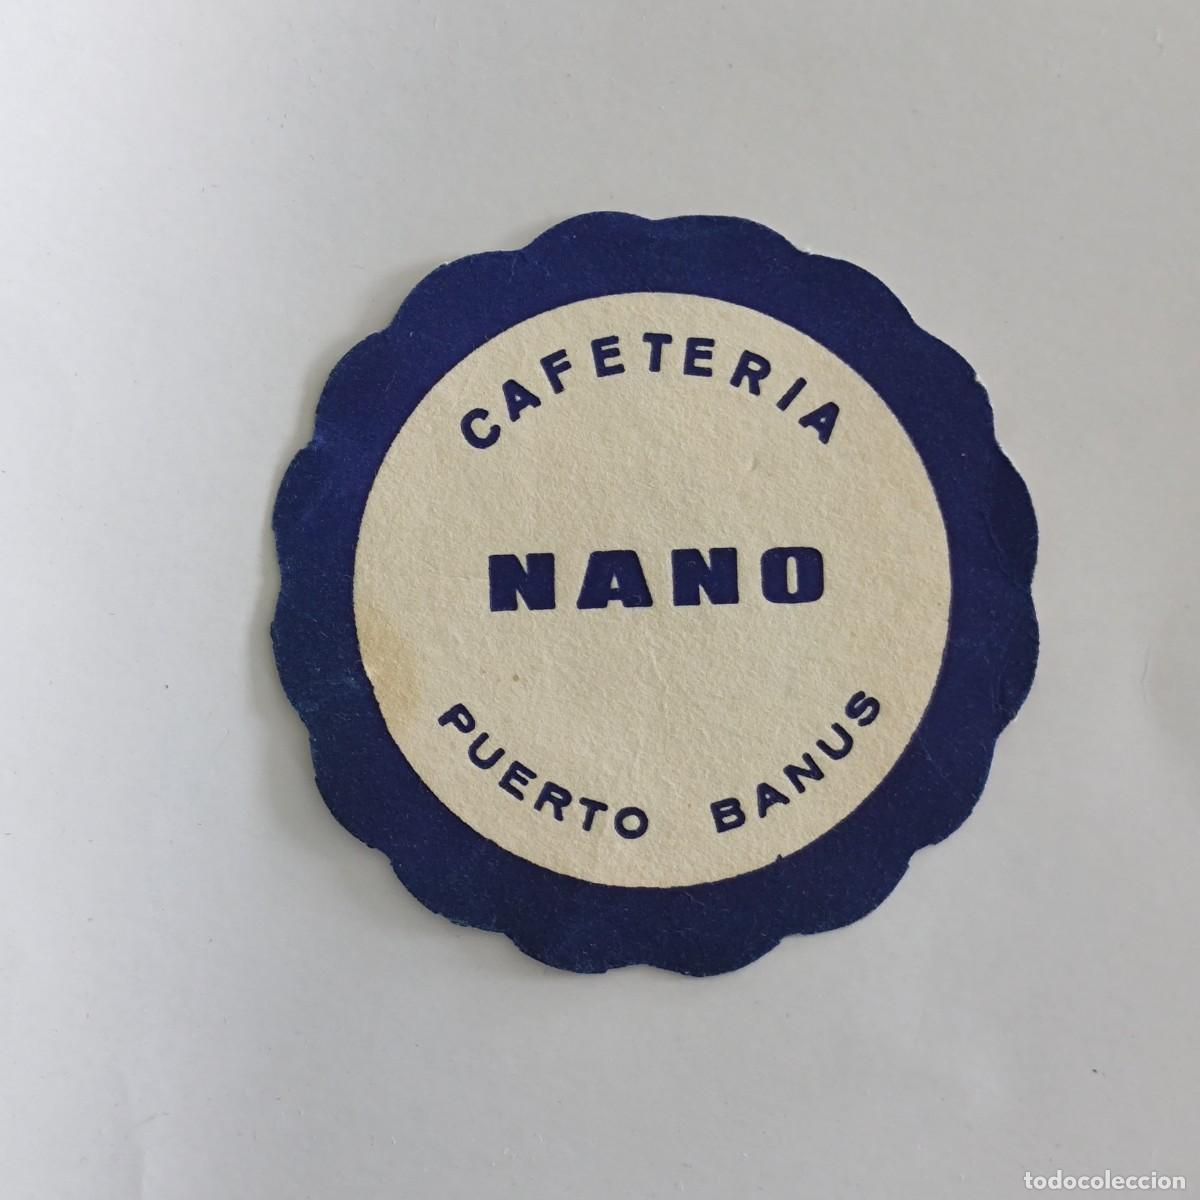 CAFETERIA
NANO
PUERTO BANUS
todocoleccion